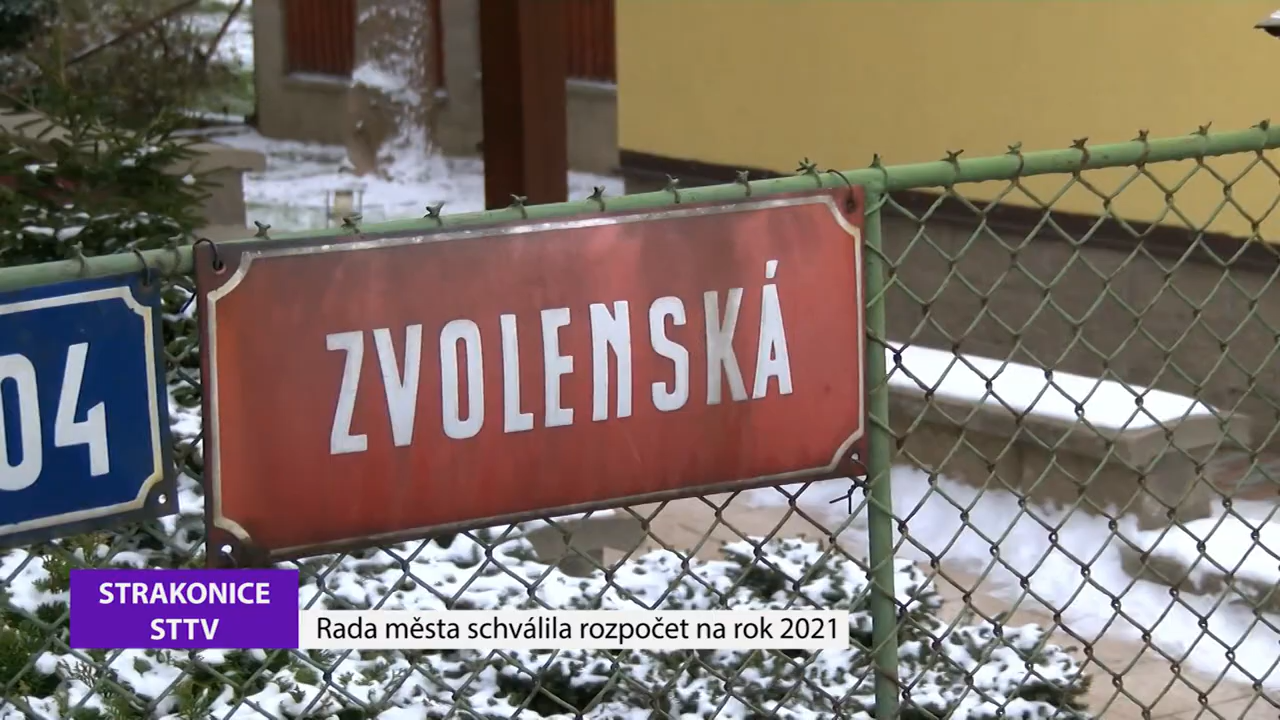 ZVOLENSKÁ
04
STRAKONICE
STTV
Rada města schválila rozpočet na rok 2021